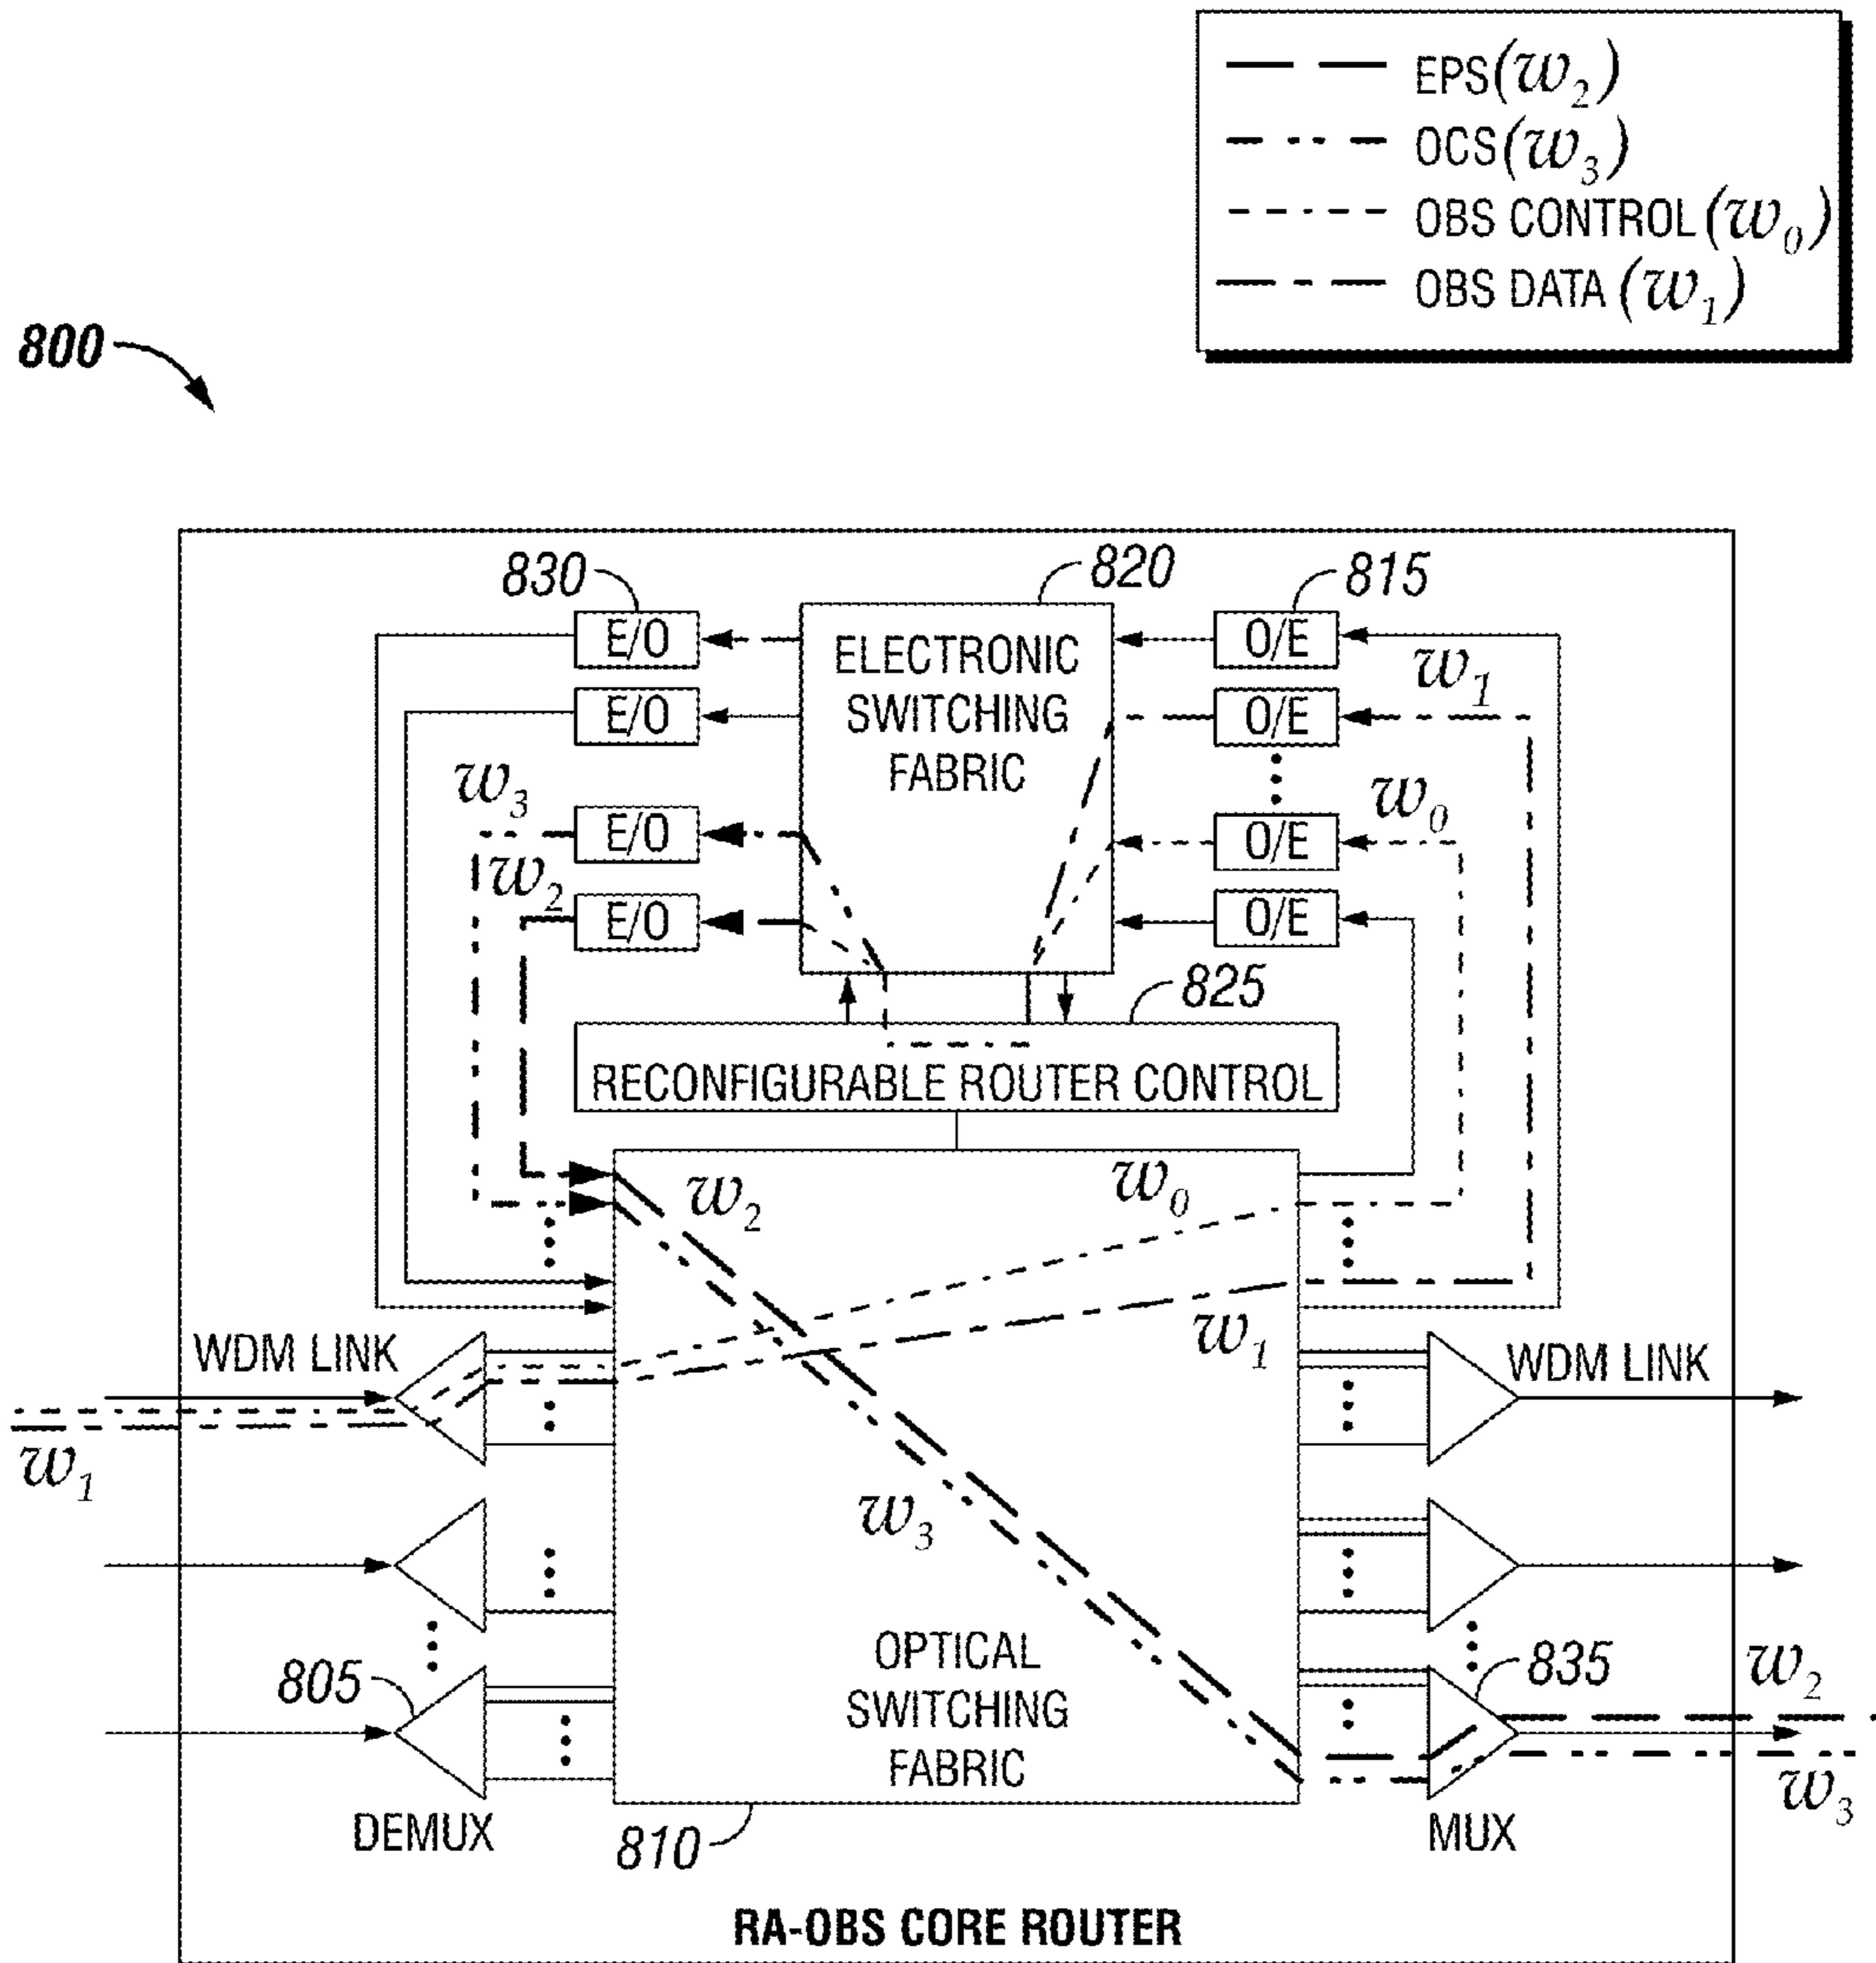 EPS(w₂)
OCS(w₃)
OBS CONTROL(w₀)
OBS DATA(w₁)
800
830
820
815
E/O
ELECTRONIC
SWITCHING
FABRIC
O/E
w₁
E/O
O/E
w₃
w₀
E/O
O/E
w₂
E/O
O/E
825
RECONFIGURABLE ROUTER CONTROL
w₂
w₀
w₁
WDM LINK
WDM LINK
w₁
w₃
OPTICAL
SWITCHING
FABRIC
805
835
w₂
w₃
DEMUX
810
MUX
RA-OBS CORE ROUTER